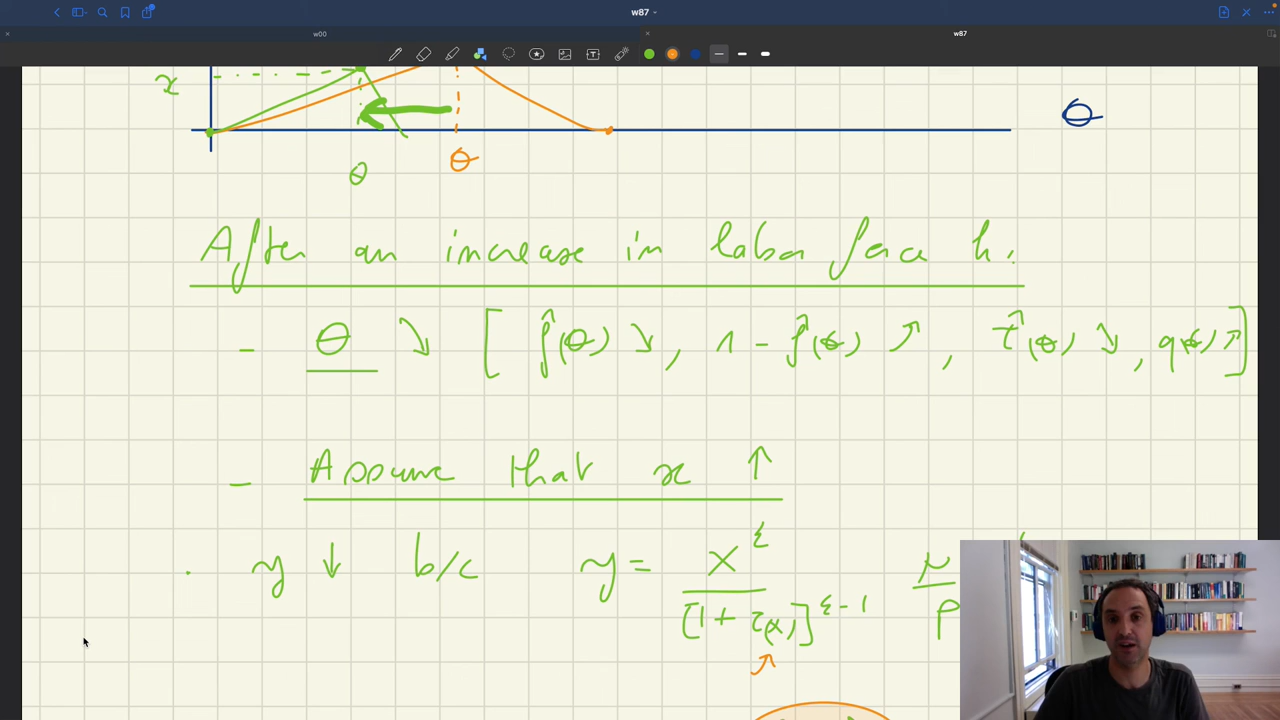 w87
w00
w87
x
θ
θ
θ
After an increase in labor force h:
- θ ↘ [ f̂(θ) ↘, 1 - f̂(θ) ↗, τ̂(θ) ↘, q(θ) ↗ ]
- Assume that x ↑
· y ↓ b/c y = X^ε / [1 + τ(x)]^{ε-1} μ / P